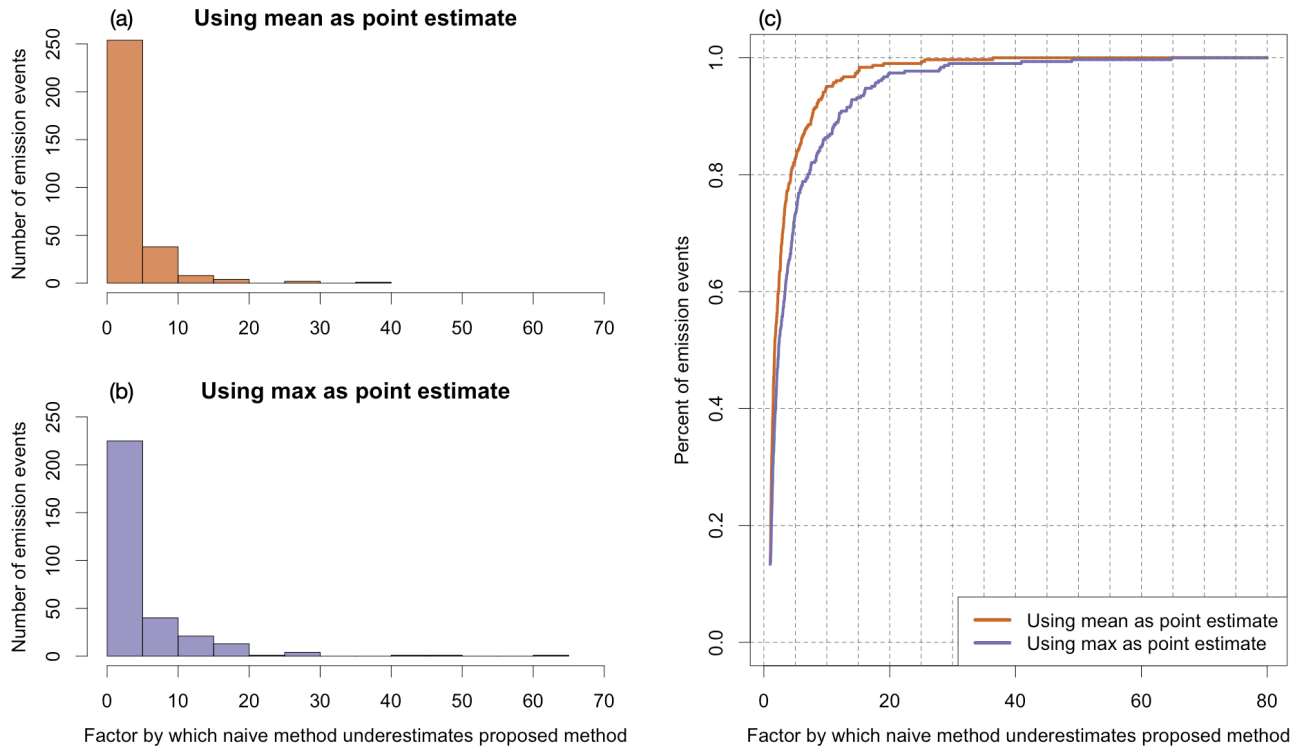 (a) Using mean as point estimate
Number of emission events
0 50 100 150 200 250
0 10 20 30 40 50 60 70
(b) Using max as point estimate
Number of emission events
0 50 100 150 200 250
0 10 20 30 40 50 60 70
Factor by which naive method underestimates proposed method
(c)
Percent of emission events
0.0 0.2 0.4 0.6 0.8 1.0
Using mean as point estimate
Using max as point estimate
0 20 40 60 80
Factor by which naive method underestimates proposed method